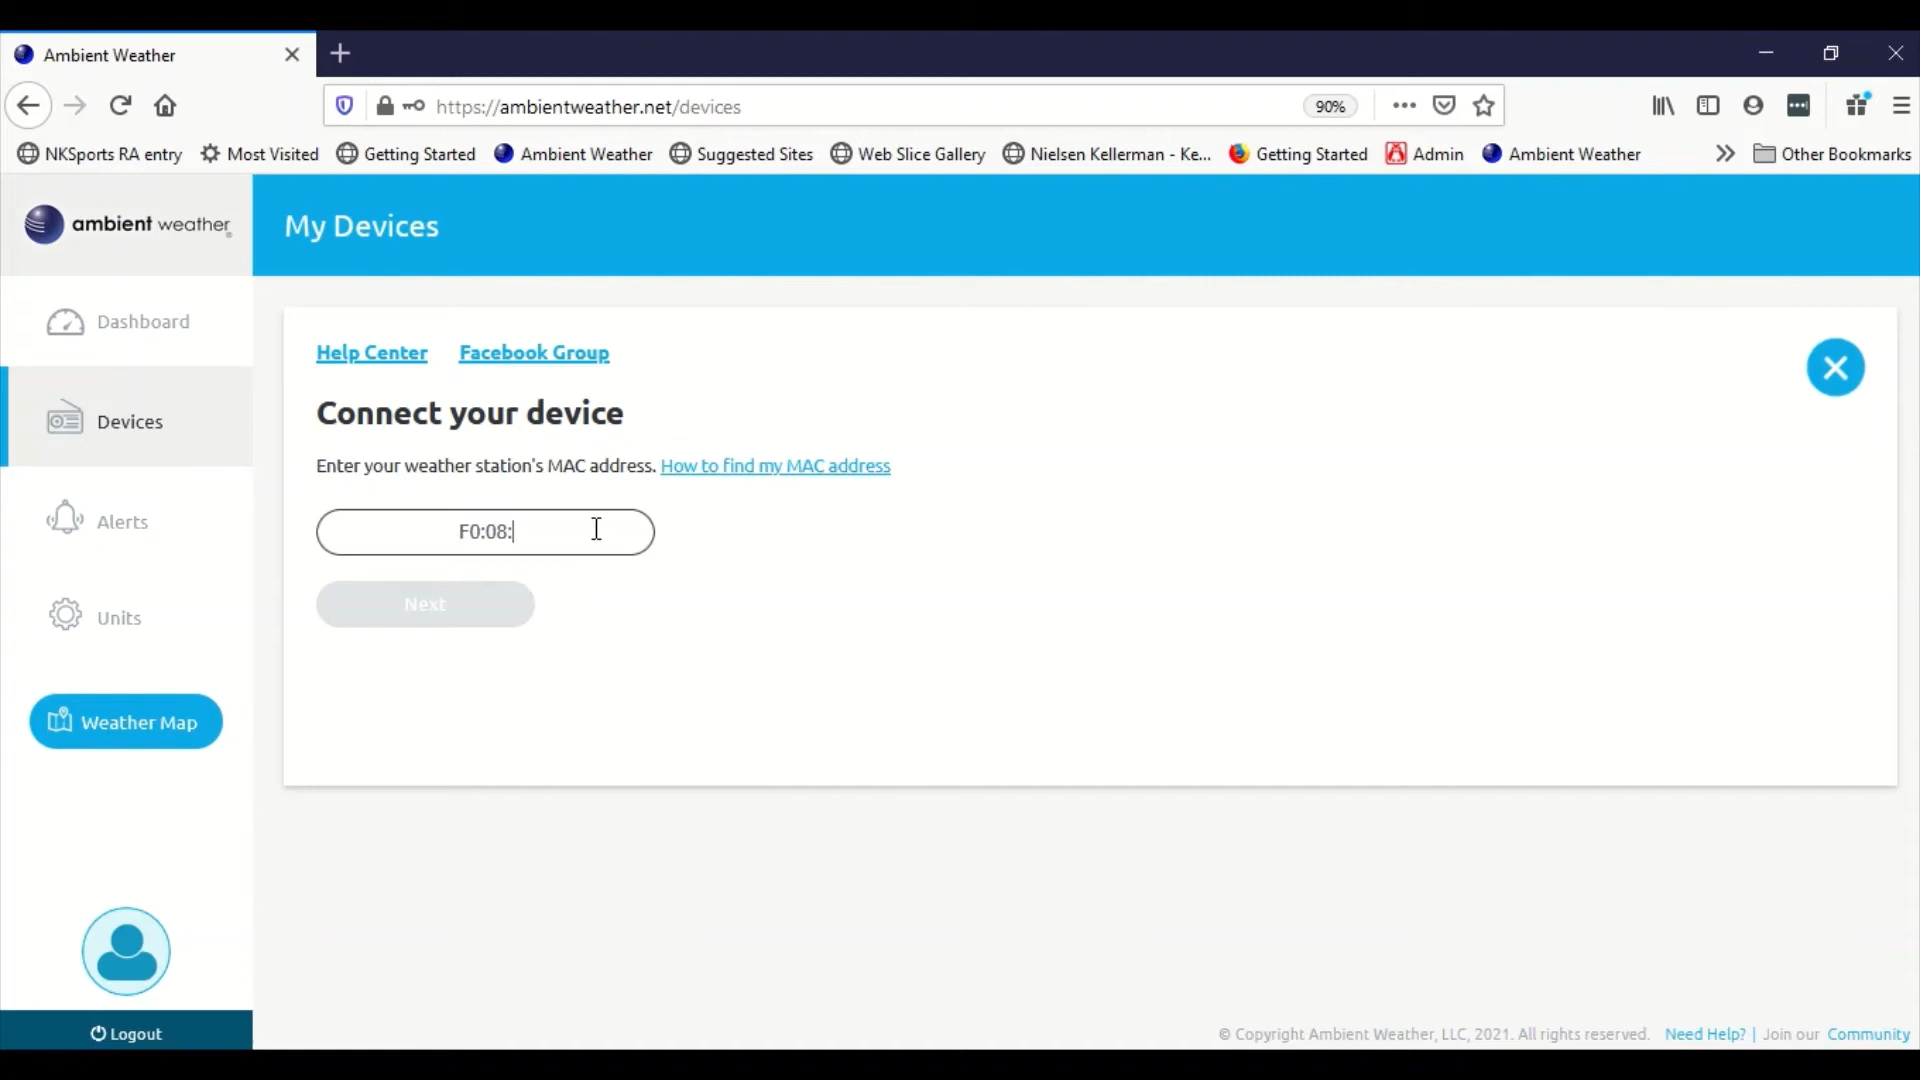 Ambient Weather
https://ambientweather.net/devices
90%
NKSports RA entry
Most Visited
Getting Started
Ambient Weather
Suggested Sites
Web Slice Gallery
Nielsen Kellerman - Ke...
Getting Started
Admin
Ambient Weather
Other Bookmarks
ambient weather
My Devices
Dashboard
Devices
Alerts
Units
Weather Map
Logout
Help Center
Facebook Group
Connect your device
Enter your weather station's MAC address. How to find my MAC address
F0:08:
Next
© Copyright Ambient Weather, LLC, 2021. All rights reserved. Need Help? | Join our Community